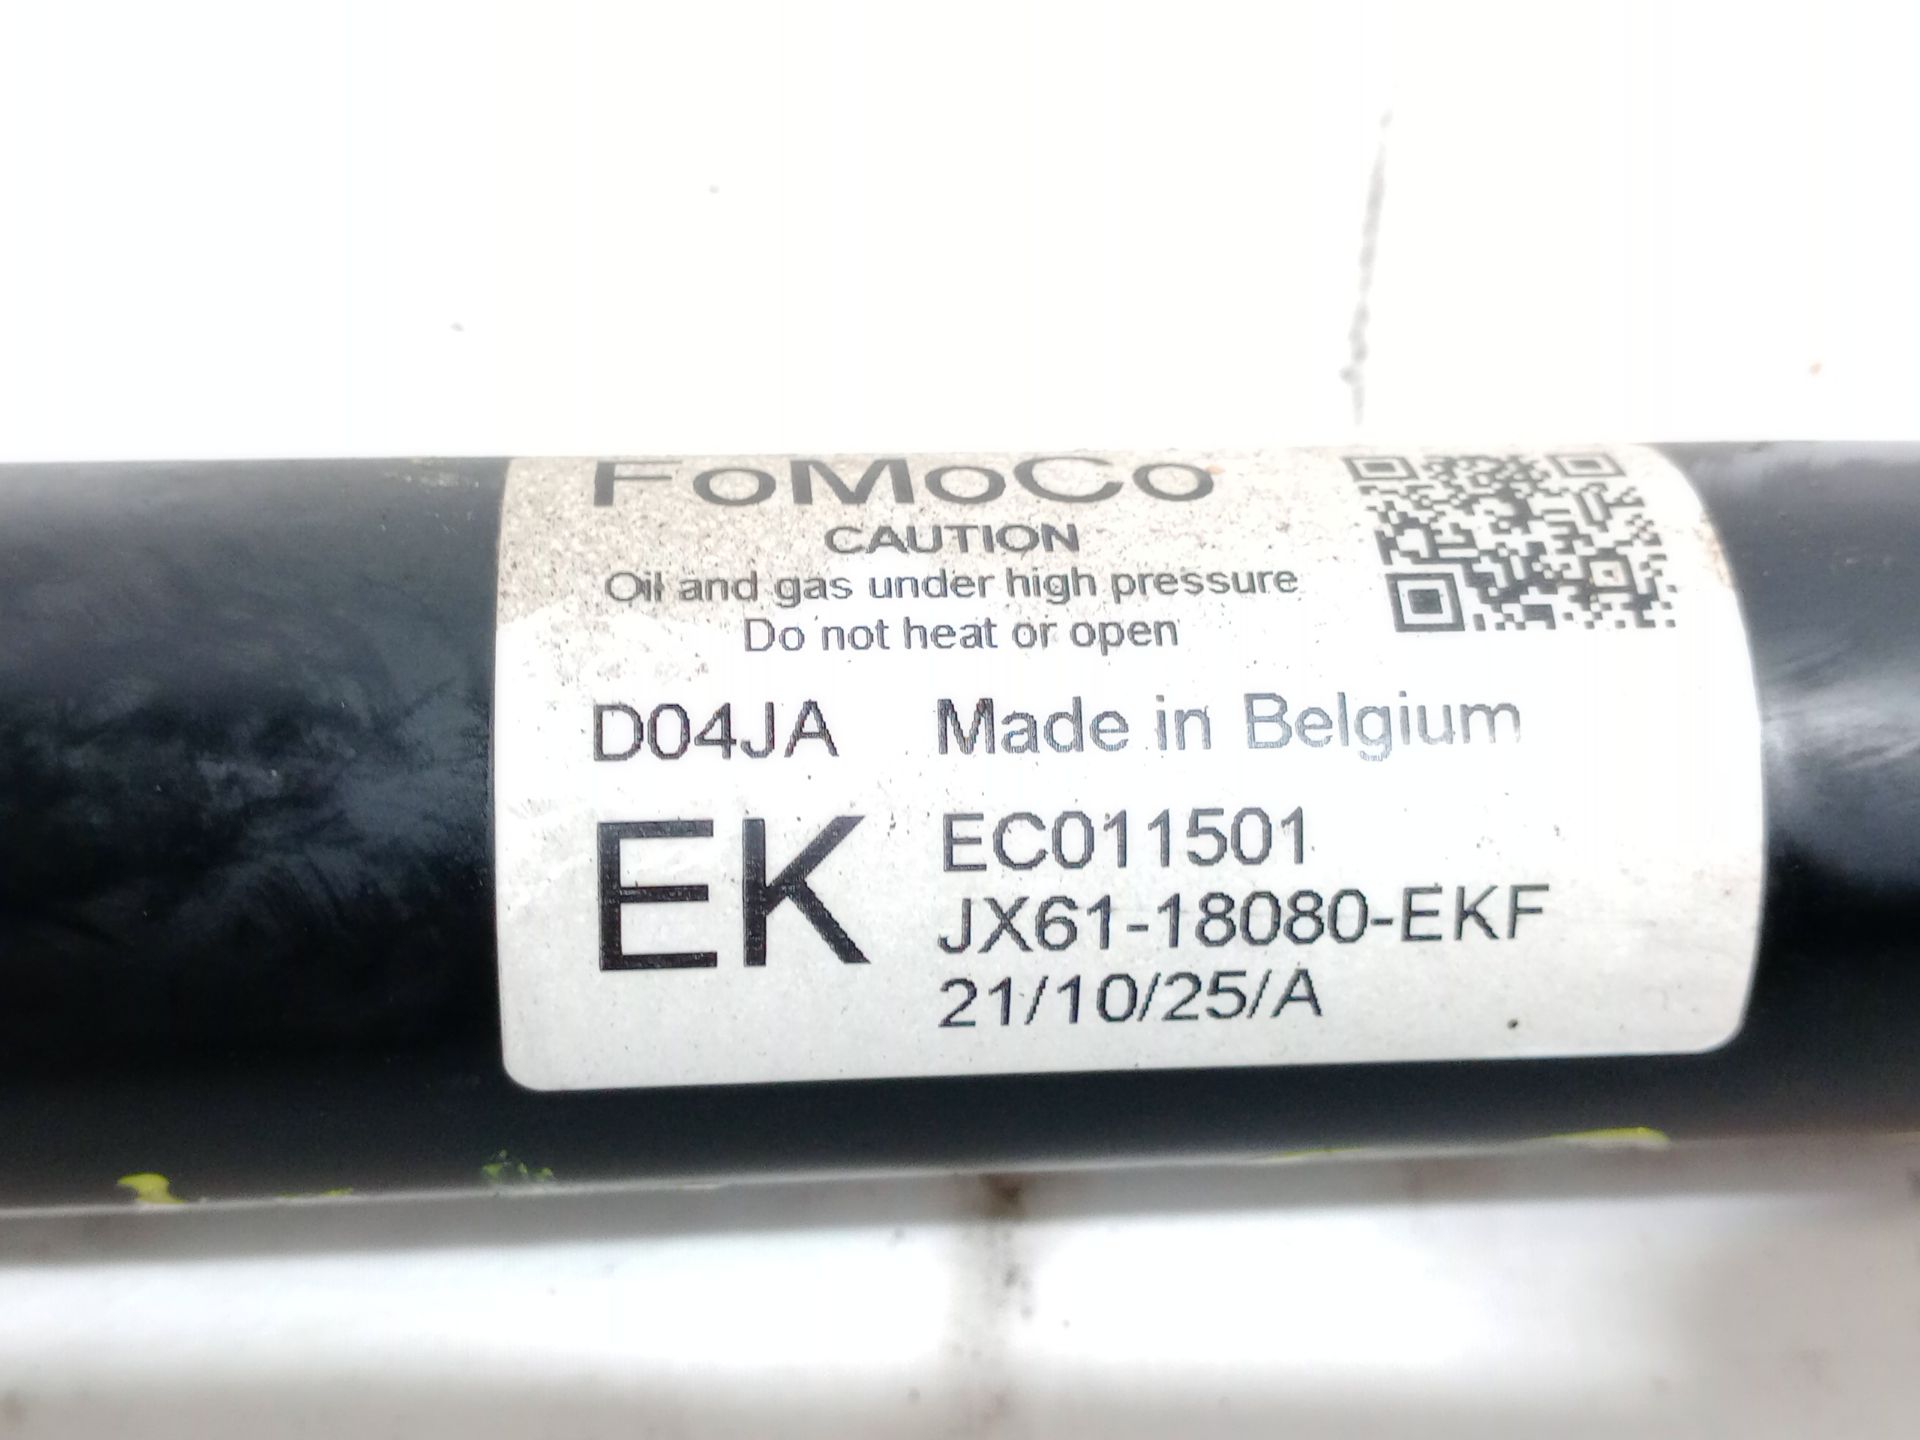 FoMoCo
CAUTION
Oil and gas under high pressure
Do not heat or open
D04JA Made in Belgium
EK EC011501
JX61-18080-EKF
21/10/25/A